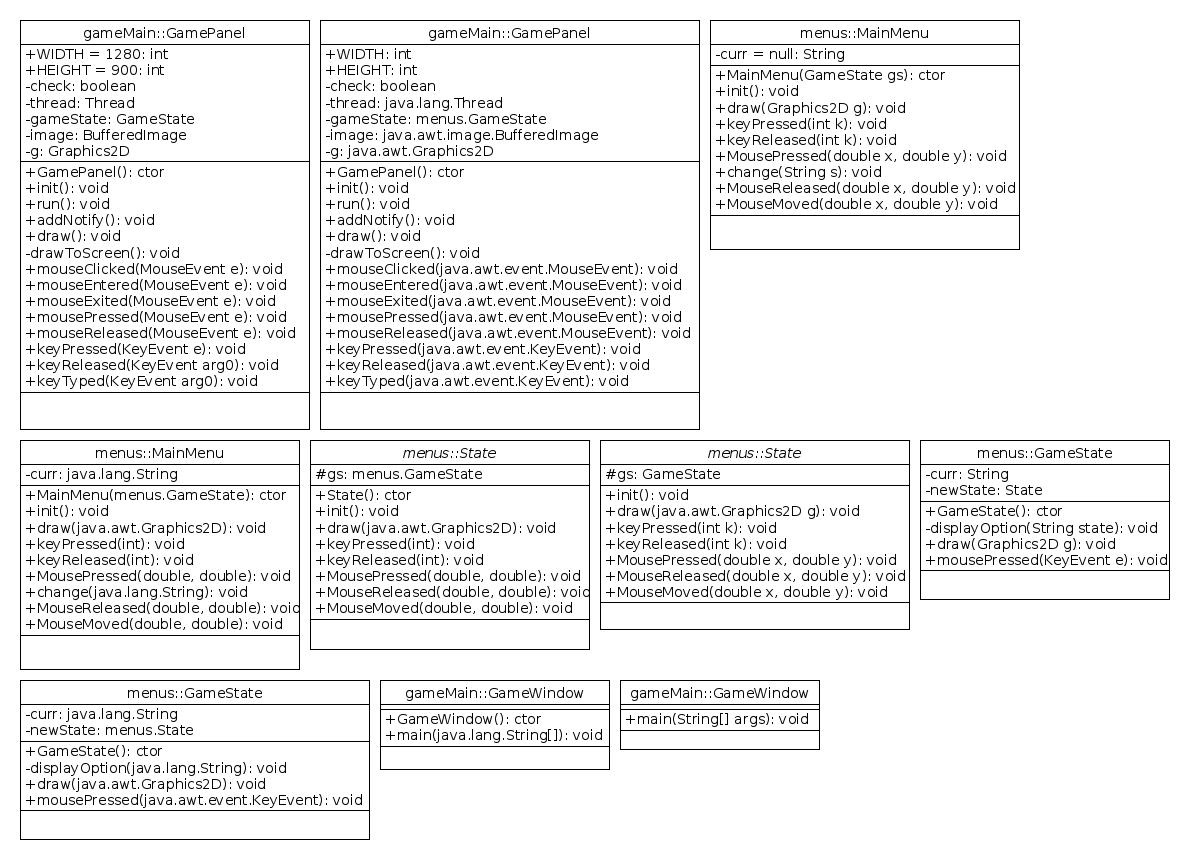 gameMain::GamePanel
+WIDTH = 1280: int
+HEIGHT = 900: int
-check: boolean
-thread: Thread
-gameState: GameState
-image: BufferedImage
-g: Graphics2D
+GamePanel(): ctor
+init(): void
+run(): void
+addNotify(): void
+draw(): void
-drawToScreen(): void
+mouseClicked(MouseEvent e): void
+mouseEntered(MouseEvent e): void
+mouseExited(MouseEvent e): void
+mousePressed(MouseEvent e): void
+mouseReleased(MouseEvent e): void
+keyPressed(KeyEvent e): void
+keyReleased(KeyEvent arg0): void
+keyTyped(KeyEvent arg0): void
gameMain::GamePanel
+WIDTH: int
+HEIGHT: int
-check: boolean
-thread: java.lang.Thread
-gameState: menus.GameState
-image: java.awt.image.BufferedImage
-g: java.awt.Graphics2D
+GamePanel(): ctor
+init(): void
+run(): void
+addNotify(): void
+draw(): void
-drawToScreen(): void
+mouseClicked(java.awt.event.MouseEvent): void
+mouseEntered(java.awt.event.MouseEvent): void
+mouseExited(java.awt.event.MouseEvent): void
+mousePressed(java.awt.event.MouseEvent): void
+mouseReleased(java.awt.event.MouseEvent): void
+keyPressed(java.awt.event.KeyEvent): void
+keyReleased(java.awt.event.KeyEvent): void
+keyTyped(java.awt.event.KeyEvent): void
menus::MainMenu
-curr = null: String
+MainMenu(GameState gs): ctor
+init(): void
+draw(Graphics2D g): void
+keyPressed(int k): void
+keyReleased(int k): void
+MousePressed(double x, double y): void
+change(String s): void
+MouseReleased(double x, double y): void
+MouseMoved(double x, double y): void
menus::MainMenu
-curr: java.lang.String
+MainMenu(menus.GameState): ctor
+init(): void
+draw(java.awt.Graphics2D): void
+keyPressed(int): void
+keyReleased(int): void
+MousePressed(double, double): void
+change(java.lang.String): void
+MouseReleased(double, double): void
+MouseMoved(double, double): void
menus::State
#gs: menus.GameState
+State(): ctor
+init(): void
+draw(java.awt.Graphics2D): void
+keyPressed(int): void
+keyReleased(int): void
+MousePressed(double, double): void
+MouseReleased(double, double): void
+MouseMoved(double, double): void
menus::State
#gs: GameState
+init(): void
+draw(java.awt.Graphics2D g): void
+keyPressed(int k): void
+keyReleased(int k): void
+MousePressed(double x, double y): void
+MouseReleased(double x, double y): void
+MouseMoved(double x, double y): void
menus::GameState
-curr: String
-newState: State
+GameState(): ctor
-displayOption(String state): void
+draw(Graphics2D g): void
+mousePressed(KeyEvent e): void
menus::GameState
-curr: java.lang.String
-newState: menus.State
+GameState(): ctor
-displayOption(java.lang.String): void
+draw(java.awt.Graphics2D): void
+mousePressed(java.awt.event.KeyEvent): void
gameMain::GameWindow
+GameWindow(): ctor
+main(java.lang.String[]): void
gameMain::GameWindow
+main(String[] args): void